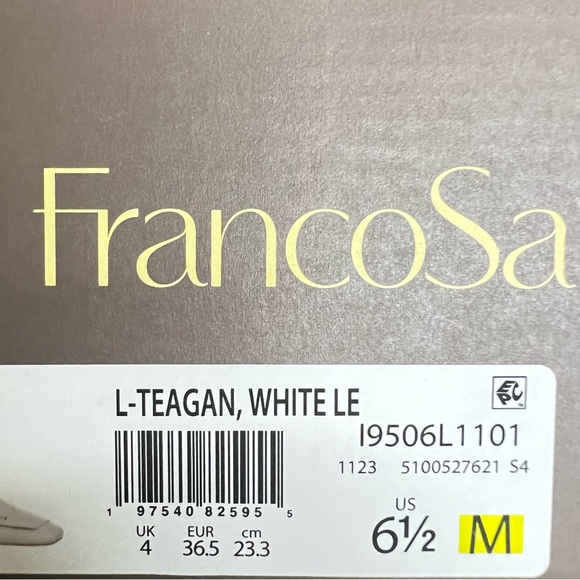 FrancoSa
L-TEAGAN, WHITE LE
EPC
I9506L1101
1123 5100527621 S4
1 97540 82595 5
US
UK EUR cm
6½ M
4 36.5 23.3